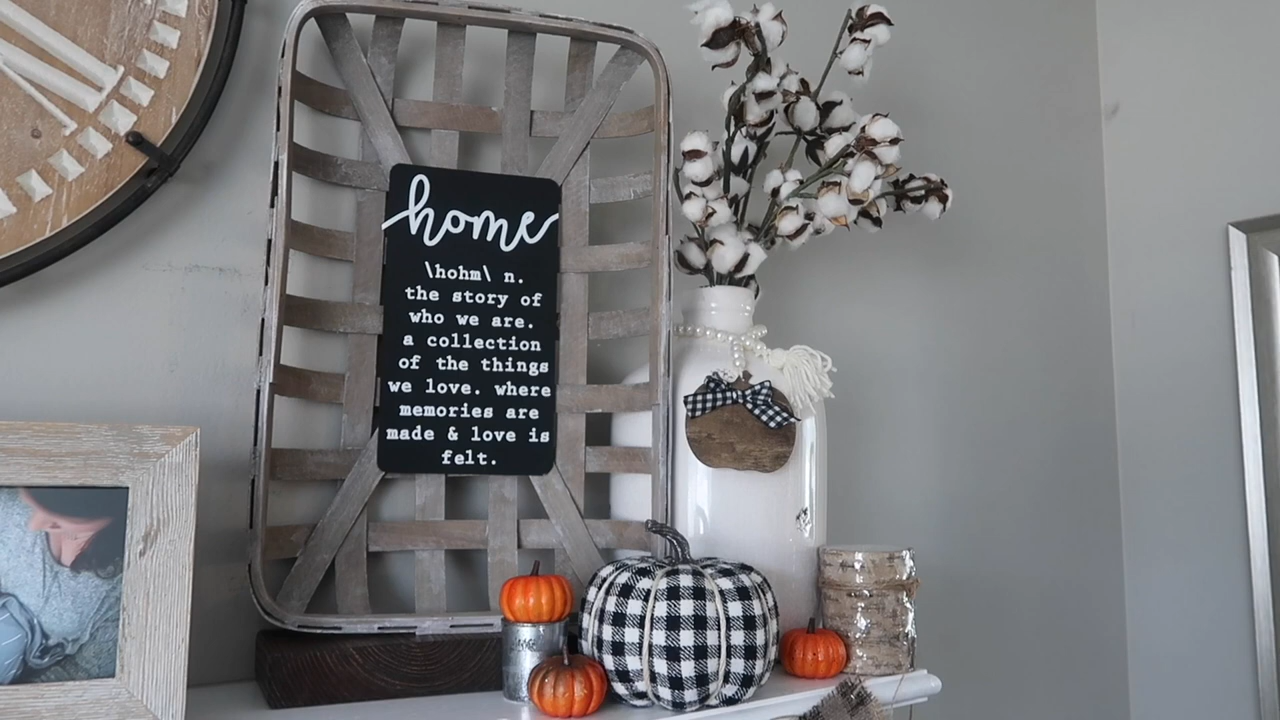 home
\hohm\ n.
the story of
who we are.
a collection
of the things
we love. where
memories are
made & love is
felt.